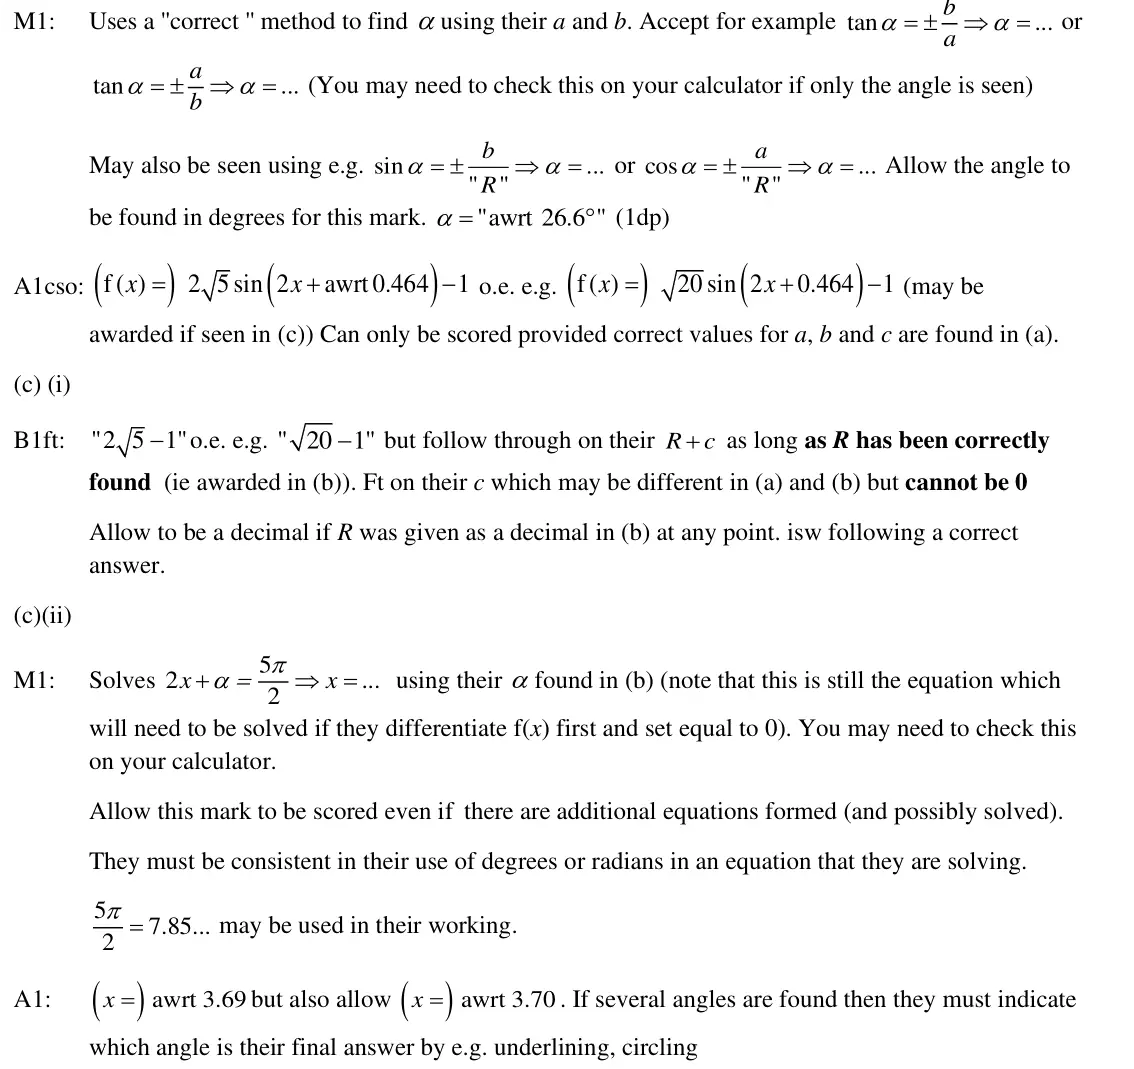 M1: Uses a "correct " method to find α using their a and b. Accept for example tan α = ± b/a ⇒ α = ... or
tan α = ± a/b ⇒ α = ... (You may need to check this on your calculator if only the angle is seen)
May also be seen using e.g. sin α = ± b/"R" ⇒ α = ... or cos α = ± a/"R" ⇒ α = ... Allow the angle to
be found in degrees for this mark. α = "awrt 26.6°" (1dp)
A1cso: (f(x) =) 2√5 sin(2x + awrt 0.464) − 1 o.e. e.g. (f(x) =) √20 sin(2x + 0.464) − 1 (may be
awarded if seen in (c)) Can only be scored provided correct values for a, b and c are found in (a).
(c) (i)
B1ft: "2√5 − 1" o.e. e.g. "√20 − 1" but follow through on their R + c as long as R has been correctly
found (ie awarded in (b)). Ft on their c which may be different in (a) and (b) but cannot be 0
Allow to be a decimal if R was given as a decimal in (b) at any point. isw following a correct
answer.
(c)(ii)
M1: Solves 2x + α = 5π/2 ⇒ x = ... using their α found in (b) (note that this is still the equation which
will need to be solved if they differentiate f(x) first and set equal to 0). You may need to check this
on your calculator.
Allow this mark to be scored even if there are additional equations formed (and possibly solved).
They must be consistent in their use of degrees or radians in an equation that they are solving.
5π/2 = 7.85... may be used in their working.
A1: (x =) awrt 3.69 but also allow (x =) awrt 3.70 . If several angles are found then they must indicate
which angle is their final answer by e.g. underlining, circling